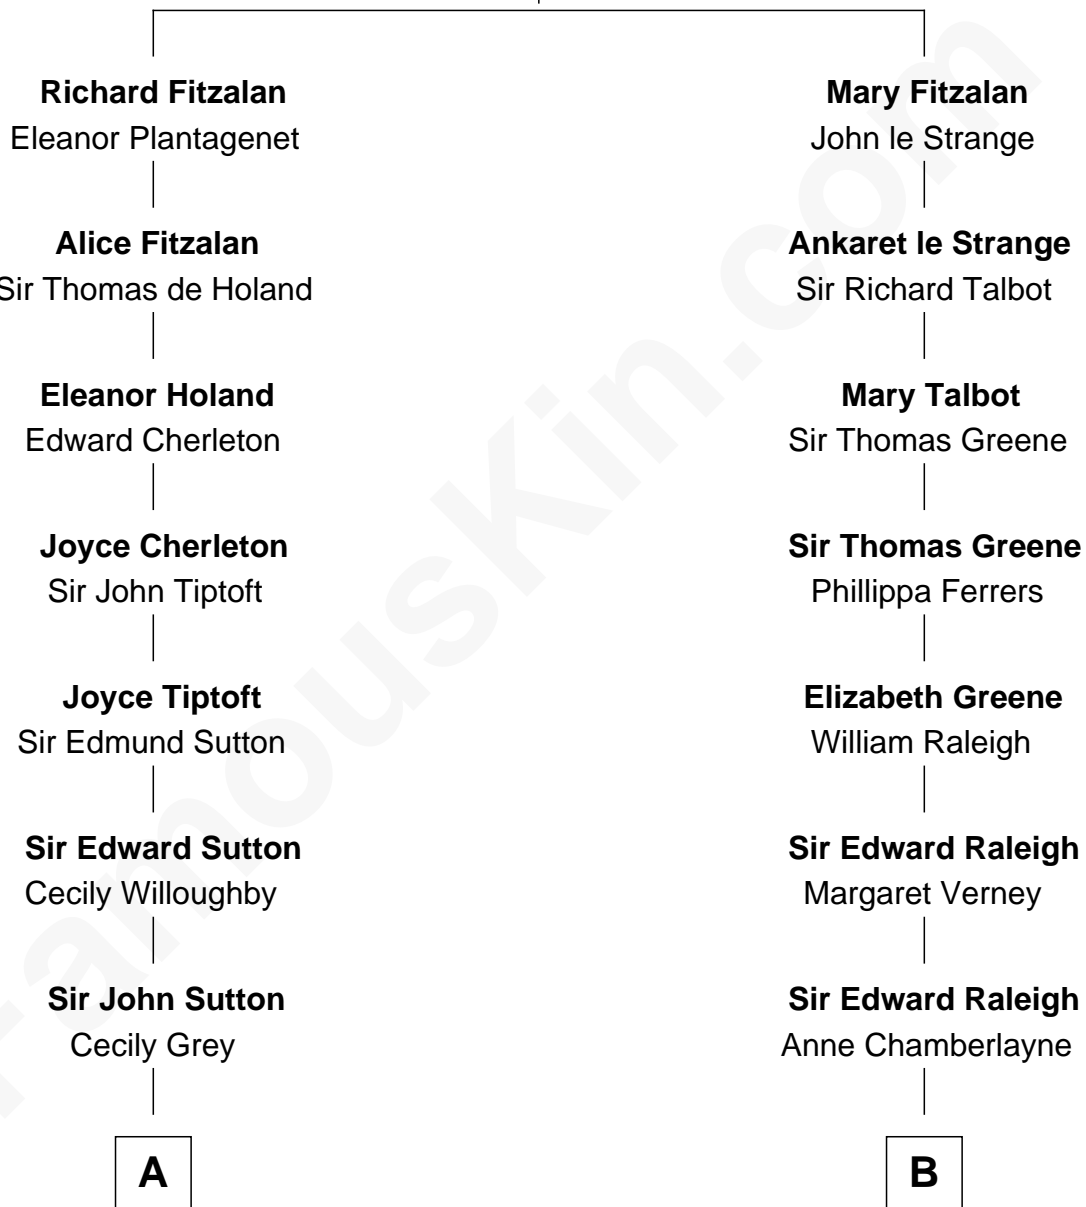 Richard Fitzalan
Eleanor Plantagenet
Alice Fitzalan
Sir Thomas de Holand
Eleanor Holand
Edward Cherleton
Joyce Cherleton
Sir John Tiptoft
Joyce Tiptoft
Sir Edmund Sutton
Sir Edward Sutton
Cecily Willoughby
Sir John Sutton
Cecily Grey
A
Mary Fitzalan
John le Strange
Ankaret le Strange
Sir Richard Talbot
Mary Talbot
Sir Thomas Greene
Sir Thomas Greene
Phillippa Ferrers
Elizabeth Greene
William Raleigh
Sir Edward Raleigh
Margaret Verney
Sir Edward Raleigh
Anne Chamberlayne
B
FamousKin.com